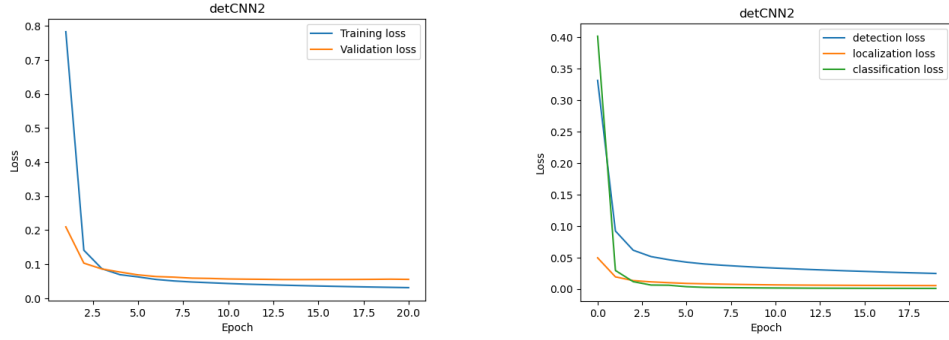 detCNN2
Training loss
Validation loss
0.8
0.7
0.6
0.5
0.4
0.3
0.2
0.1
0.0
Loss
2.5 5.0 7.5 10.0 12.5 15.0 17.5 20.0
Epoch
detCNN2
detection loss
localization loss
classification loss
0.40
0.35
0.30
0.25
0.20
0.15
0.10
0.05
0.00
Loss
0.0 2.5 5.0 7.5 10.0 12.5 15.0 17.5
Epoch